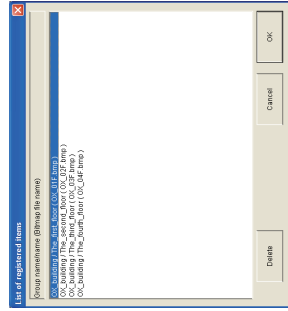 List of registered items
Group name/name (Bitmap file name)
OX_building / The_first_floor ( OX_01F.bmp )
OX_building / The_second_floor ( OX_02F.bmp )
OX_building / The_third_floor ( OX_03F.bmp )
OX_building / The_fourth_floor ( OX_04F.bmp )
Delete
Cancel
OK